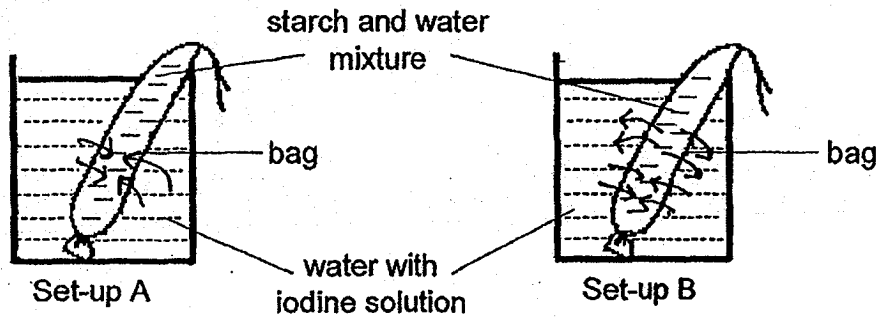 starch and water
mixture
bag
bag
water with
iodine solution
Set-up A
Set-up B